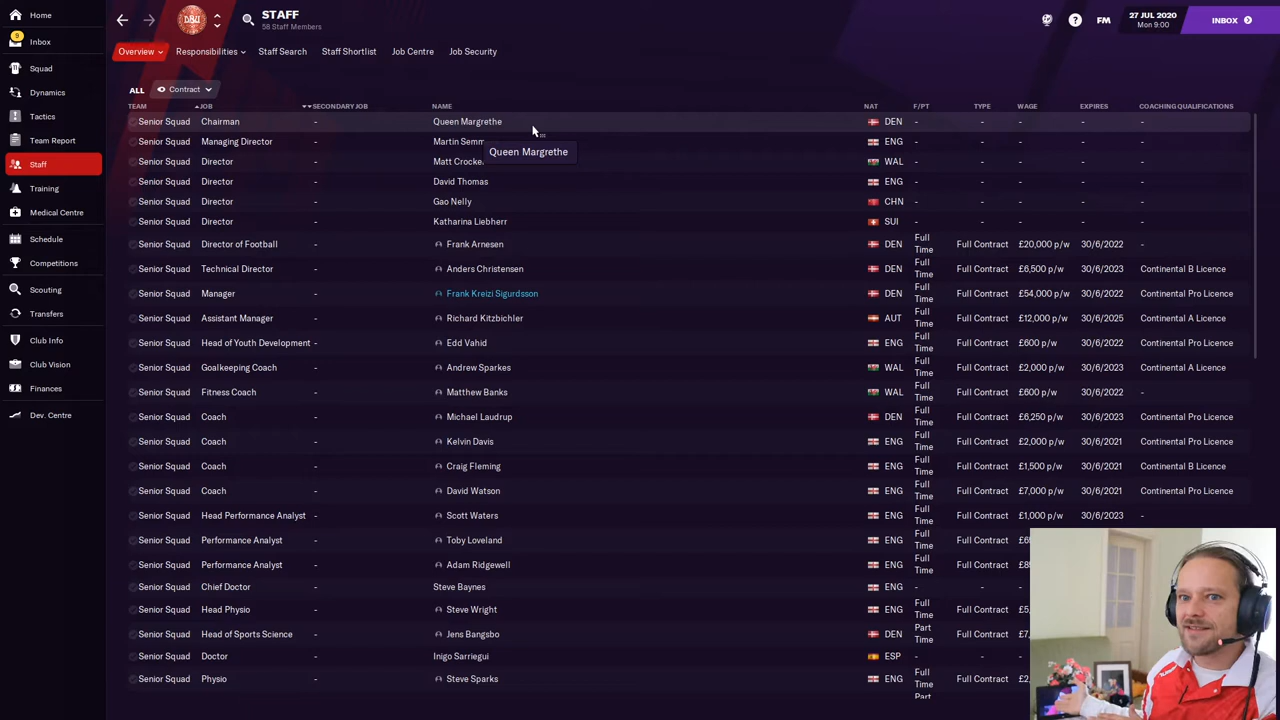 Home
9
Inbox
Squad
Dynamics
Tactics
Team Report
Staff
Training
Medical Centre
Schedule
Competitions
Scouting
Transfers
Club Info
Club Vision
Finances
Dev. Centre
DBU
STAFF
58 Staff Members
? FM 27 JUL 2020
Mon 9:00
INBOX
Overview Responsibilities Staff Search Staff Shortlist Job Centre Job Security
ALL Contract
TEAM JOB SECONDARY JOB NAME NAT F/PT TYPE WAGE EXPIRES COACHING QUALIFICATIONS
Senior Squad Chairman - Queen Margrethe DEN - - - - -
Senior Squad Managing Director - Martin Semm ENG - - - - -
Queen Margrethe
Senior Squad Director - Matt Crocke WAL - - - - -
Senior Squad Director - David Thomas ENG - - - - -
Senior Squad Director - Gao Nelly CHN - - - - -
Senior Squad Director - Katharina Liebherr SUI - - - - -
Senior Squad Director of Football - Frank Arnesen DEN Full Time Full Contract £20,000 p/w 30/6/2022 -
Senior Squad Technical Director - Anders Christensen DEN Full Time Full Contract £6,500 p/w 30/6/2023 Continental B Licence
Senior Squad Manager - Frank Kreizi Sigurdsson DEN Full Time Full Contract £54,000 p/w 30/6/2022 Continental Pro Licence
Senior Squad Assistant Manager - Richard Kitzbichler AUT Full Time Full Contract £12,000 p/w 30/6/2025 Continental A Licence
Senior Squad Head of Youth Development - Edd Vahid ENG Full Time Full Contract £600 p/w 30/6/2022 Continental Pro Licence
Senior Squad Goalkeeping Coach - Andrew Sparkes WAL Full Time Full Contract £2,000 p/w 30/6/2023 Continental A Licence
Senior Squad Fitness Coach - Matthew Banks WAL Full Time Full Contract £600 p/w 30/6/2022 -
Senior Squad Coach - Michael Laudrup DEN Full Time Full Contract £6,250 p/w 30/6/2023 Continental Pro Licence
Senior Squad Coach - Kelvin Davis ENG Full Time Full Contract £2,000 p/w 30/6/2021 Continental Pro Licence
Senior Squad Coach - Craig Fleming ENG Full Time Full Contract £1,500 p/w 30/6/2021 Continental B Licence
Senior Squad Coach - David Watson ENG Full Time Full Contract £7,000 p/w 30/6/2021 Continental Pro Licence
Senior Squad Head Performance Analyst - Scott Waters ENG Full Time Full Contract £1,000 p/w 30/6/2023 -
Senior Squad Performance Analyst - Toby Loveland ENG Full Time Full Contract
Senior Squad Performance Analyst - Adam Ridgewell ENG Full Time Full Contract
Senior Squad Chief Doctor - Steve Baynes ENG - -
Senior Squad Head Physio - Steve Wright ENG Full Time Full Contract
Senior Squad Head of Sports Science - Jens Bangsbo DEN Part Time Full Contract
Senior Squad Doctor - Inigo Sarriegui ESP - -
Senior Squad Physio - Steve Sparks ENG Full Time Full Contract
Part